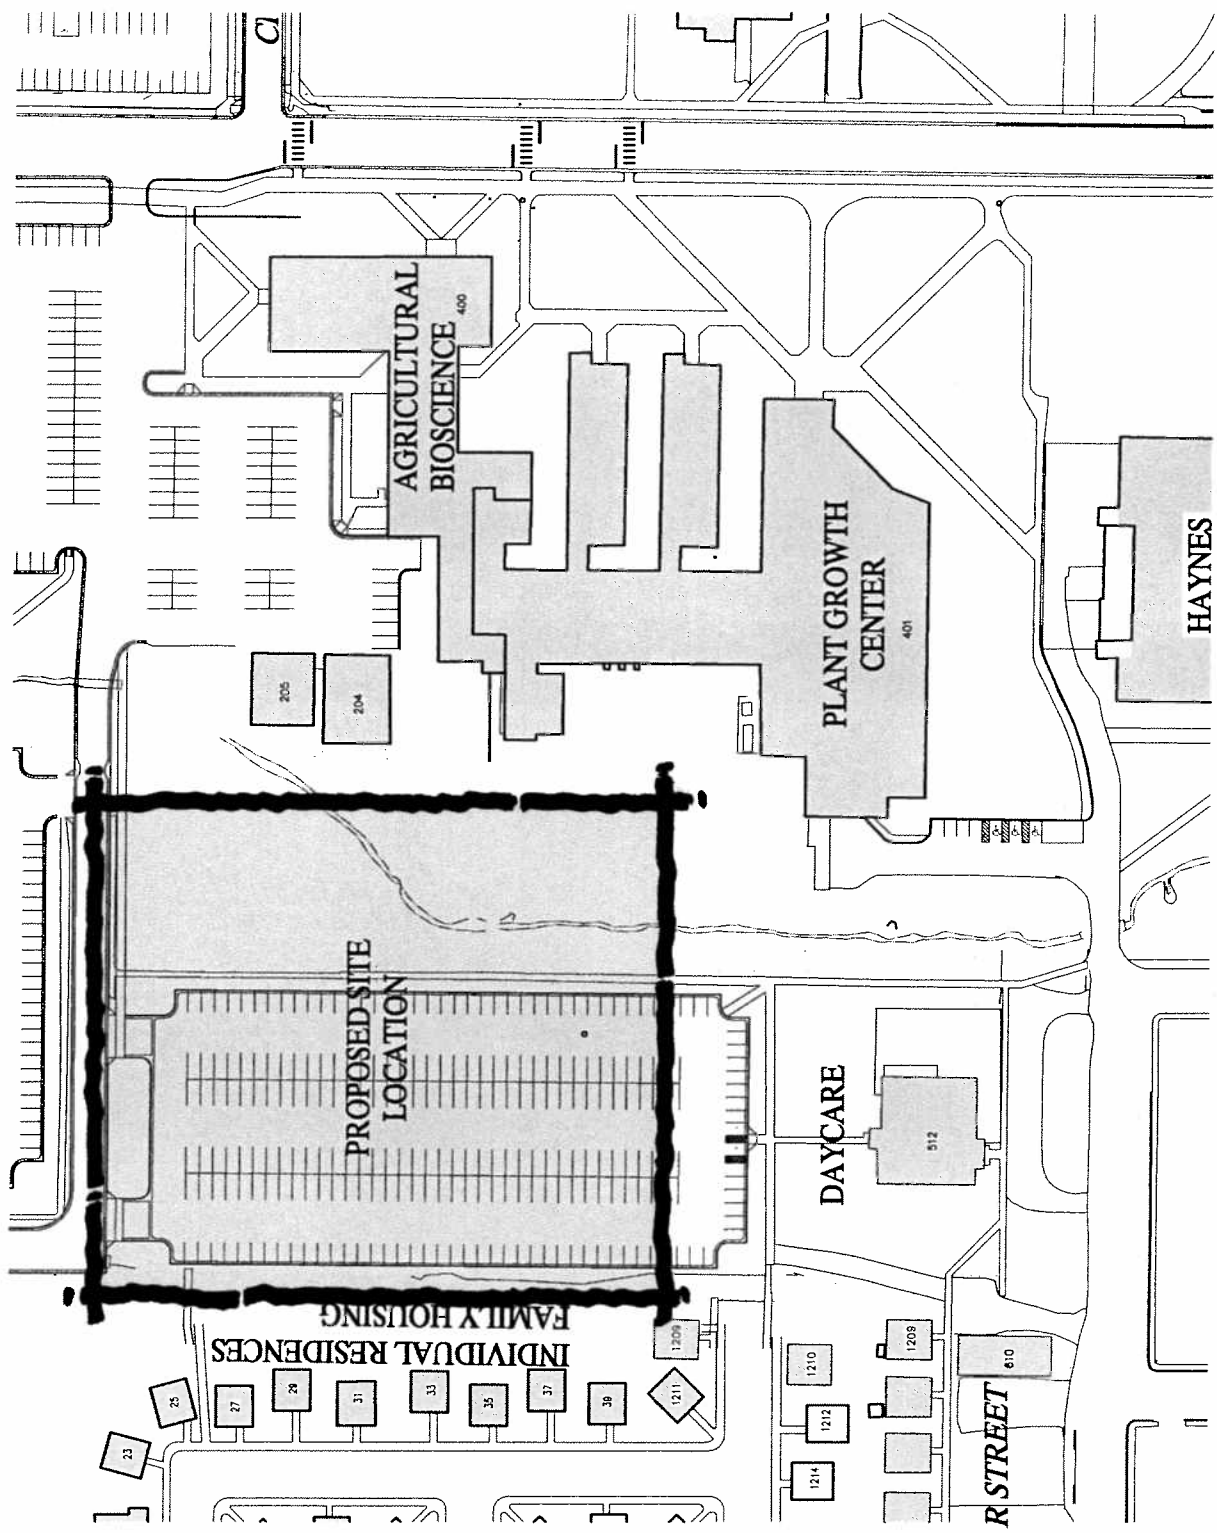 Cl
AGRICULTURAL
BIOSCIENCE
400
PLANT GROWTH
CENTER
401
HAYNES
205
204
PROPOSED SITE
LOCATION
DAYCARE
512
FAMILY HOUSING
INDIVIDUAL RESIDENCES
1209
25
27
29
31
33
35
37
39
1211
23
1210
1212
1214
1209
610
R STREET